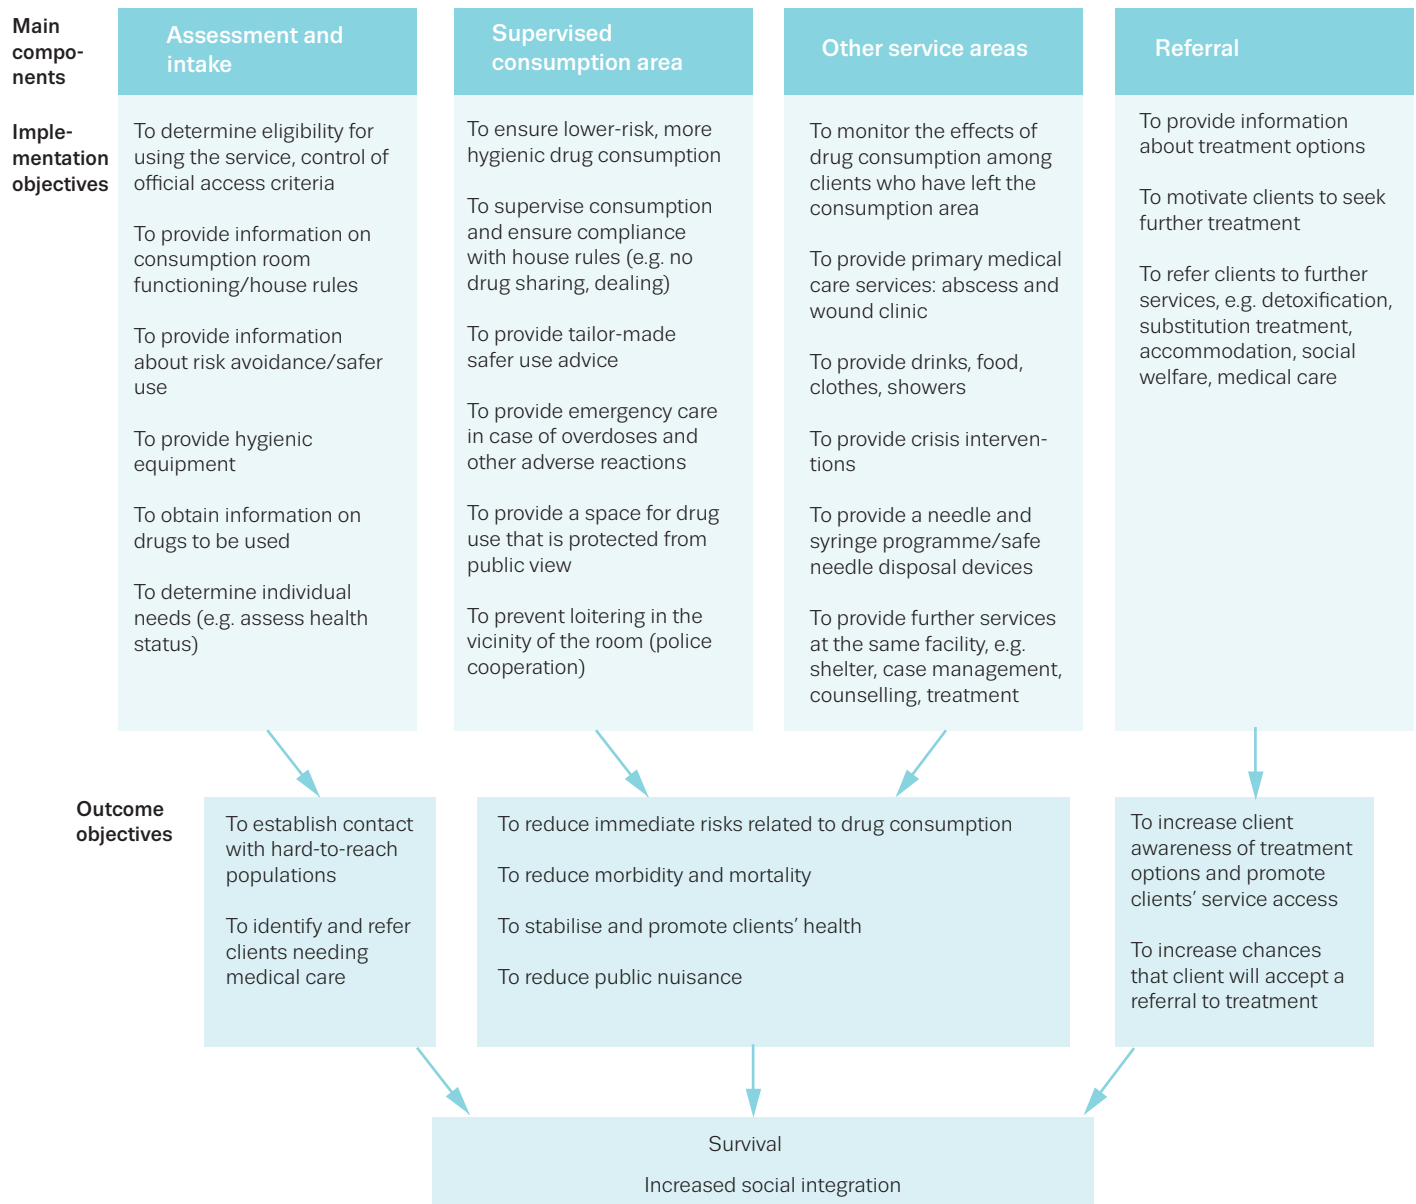 Main
compo-
nents
Assessment and
intake
Supervised
consumption area
Other service areas
Referral
Imple-
mentation
objectives
To determine eligibility for
using the service, control of
official access criteria
To provide information on
consumption room
functioning/house rules
To provide information
about risk avoidance/safer
use
To provide hygienic
equipment
To obtain information on
drugs to be used
To determine individual
needs (e.g. assess health
status)
To ensure lower-risk, more
hygienic drug consumption
To supervise consumption
and ensure compliance
with house rules (e.g. no
drug sharing, dealing)
To provide tailor-made
safer use advice
To provide emergency care
in case of overdoses and
other adverse reactions
To provide a space for drug
use that is protected from
public view
To prevent loitering in the
vicinity of the room (police
cooperation)
To monitor the effects of
drug consumption among
clients who have left the
consumption area
To provide primary medical
care services: abscess and
wound clinic
To provide drinks, food,
clothes, showers
To provide crisis interven-
tions
To provide a needle and
syringe programme/safe
needle disposal devices
To provide further services
at the same facility, e.g.
shelter, case management,
counselling, treatment
To provide information
about treatment options
To motivate clients to seek
further treatment
To refer clients to further
services, e.g. detoxification,
substitution treatment,
accommodation, social
welfare, medical care
Outcome
objectives
To establish contact
with hard-to-reach
populations
To identify and refer
clients needing
medical care
To reduce immediate risks related to drug consumption
To reduce morbidity and mortality
To stabilise and promote clients’ health
To reduce public nuisance
To increase client
awareness of treatment
options and promote
clients’ service access
To increase chances
that client will accept a
referral to treatment
Survival
Increased social integration